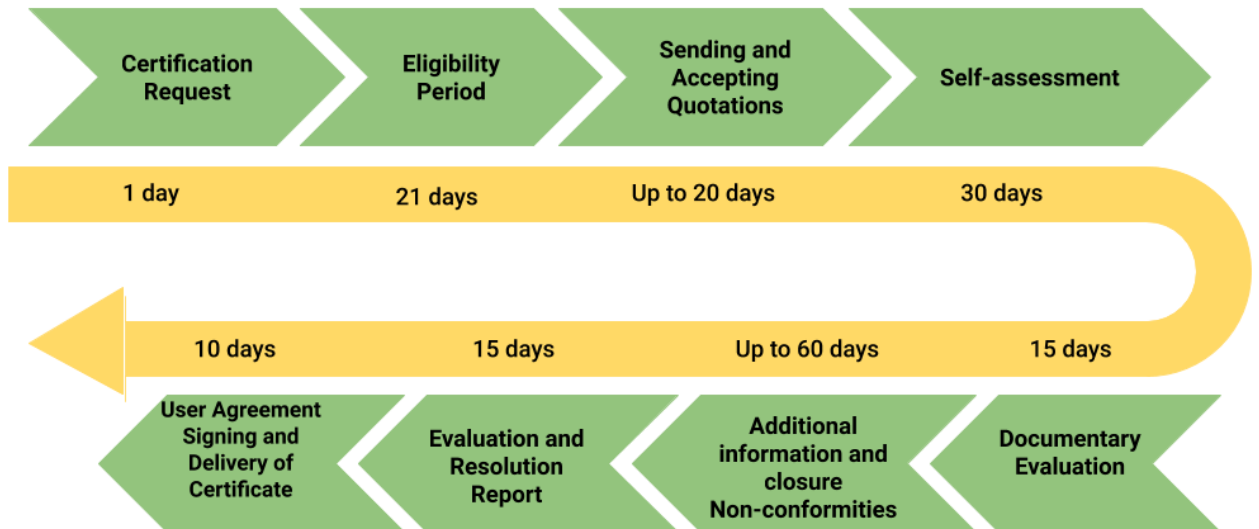 Certification
Request
Eligibility
Period
Sending and
Accepting
Quotations
Self-assessment
1 day
21 days
Up to 20 days
30 days
10 days
15 days
Up to 60 days
15 days
User Agreement
Signing and
Delivery of
Certificate
Evaluation and
Resolution
Report
Additional
information and
closure
Non-conformities
Documentary
Evaluation